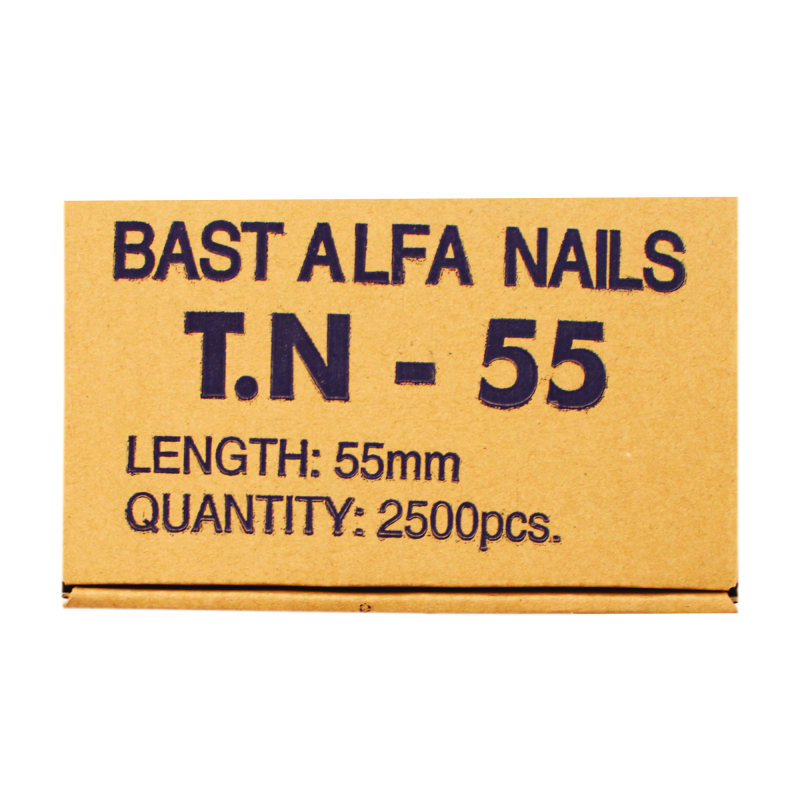 BAST ALFA NAILS
T.N - 55
LENGTH: 55mm
QUANTITY: 2500pcs.